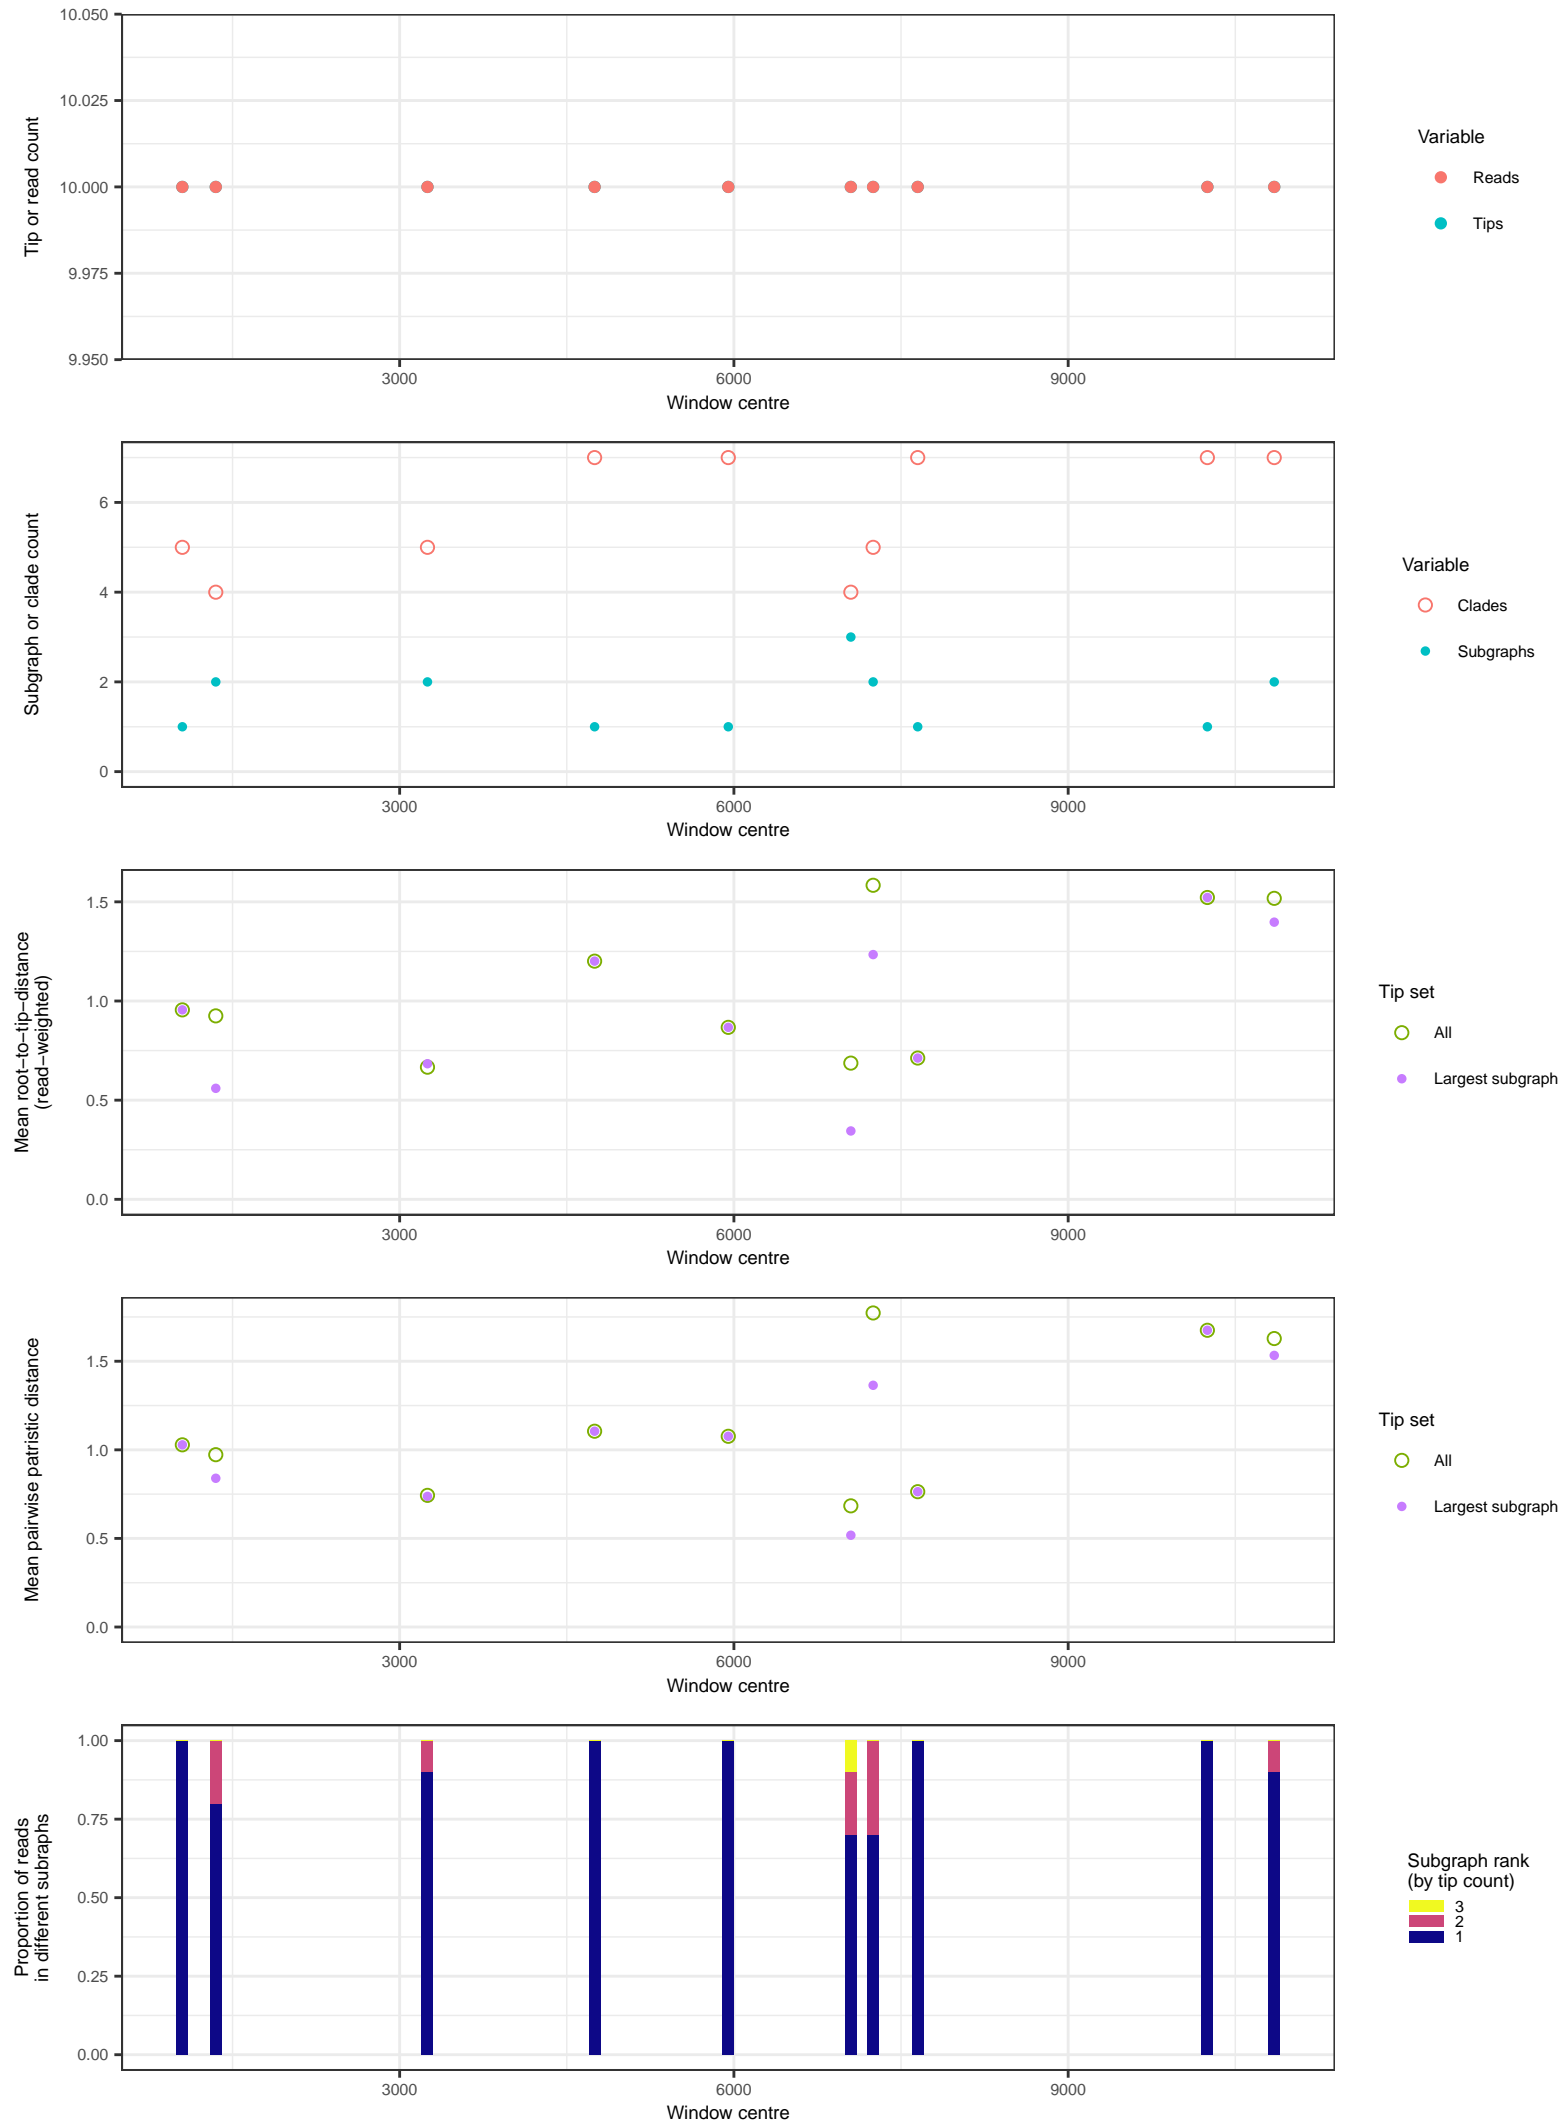 10.050
10.025
10.000
9.975
9.950
Tip or read count
3000
6000
9000
Window centre
Variable
Reads
Tips
6
4
2
0
Subgraph or clade count
3000
6000
9000
Window centre
Variable
Clades
Subgraphs
1.5
1.0
0.5
0.0
Mean root−to−tip−distance
(read−weighted)
3000
6000
9000
Window centre
Tip set
All
Largest subgraph
1.5
1.0
0.5
0.0
Mean pairwise patristic distance
3000
6000
9000
Window centre
Tip set
All
Largest subgraph
1.00
0.75
0.50
0.25
0.00
Proportion of reads
in different subraphs
3000
6000
9000
Window centre
Subgraph rank
(by tip count)
3
2
1